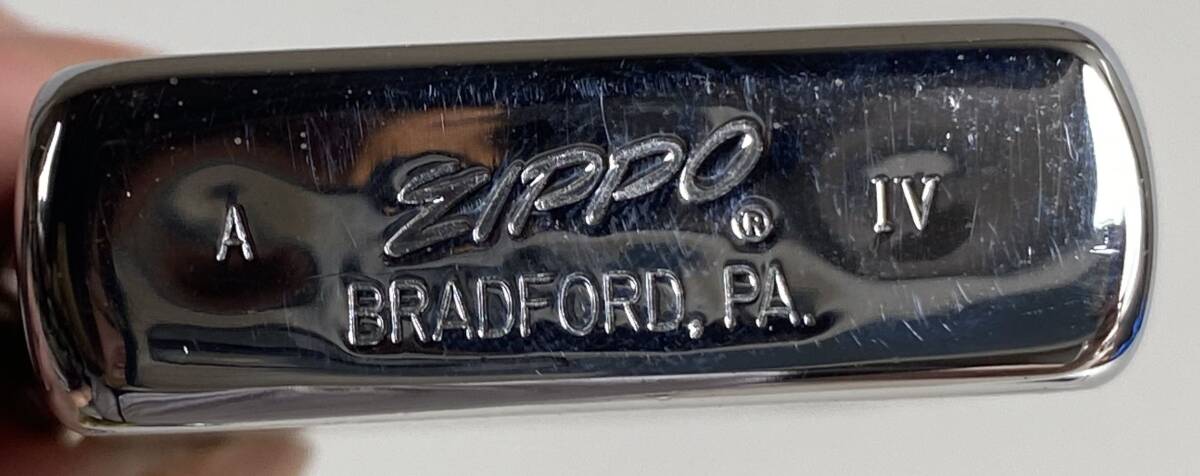 A ZIPPO ® IV
BRADFORD, PA.